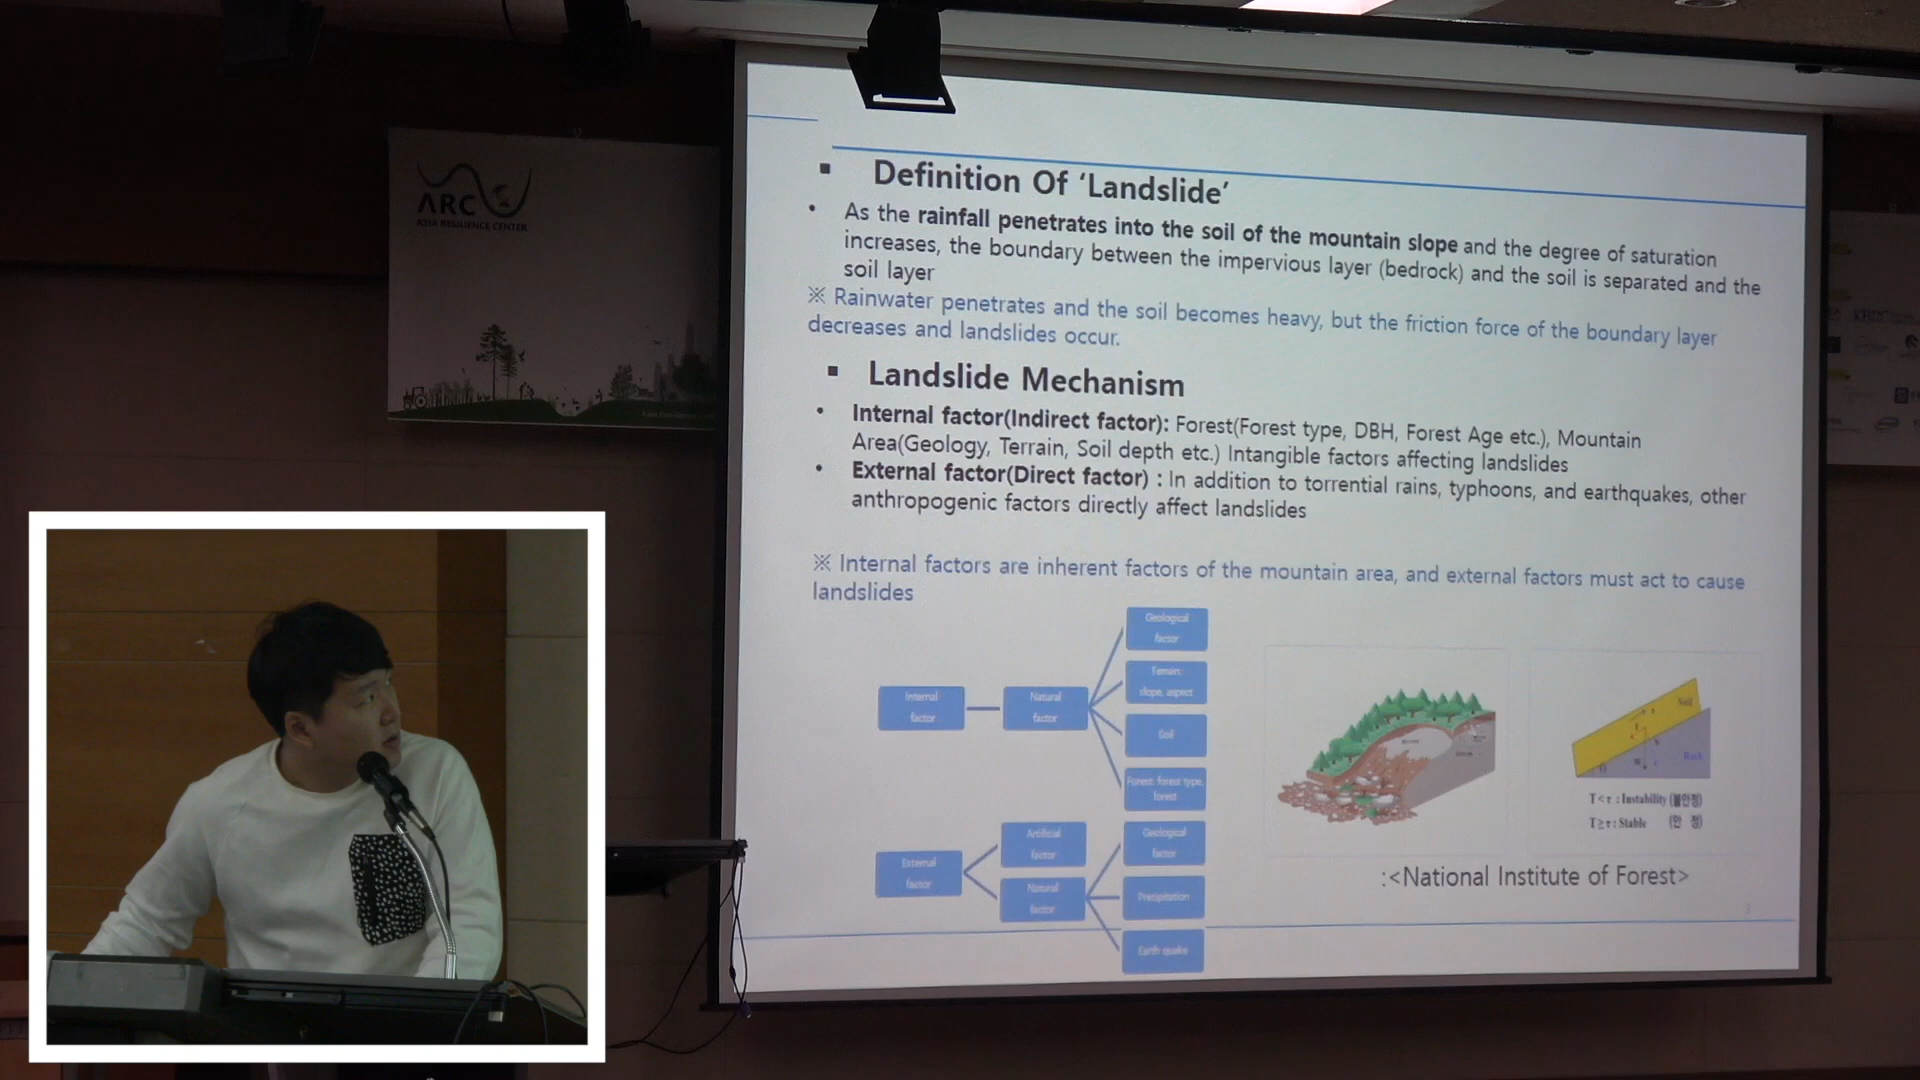 ARC
ASIA RESILIENCE CENTER
Definition Of ‘Landslide’
As the rainfall penetrates into the soil of the mountain slope and the degree of saturation
increases, the boundary between the impervious layer (bedrock) and the soil is separated and the
soil layer
※ Rainwater penetrates and the soil becomes heavy, but the friction force of the boundary layer
decreases and landslides occur.
Landslide Mechanism
Internal factor(Indirect factor): Forest(Forest type, DBH, Forest Age etc.), Mountain
Area(Geology, Terrain, Soil depth etc.) Intangible factors affecting landslides
External factor(Direct factor) : In addition to torrential rains, typhoons, and earthquakes, other
anthropogenic factors directly affect landslides
※ Internal factors are inherent factors of the mountain area, and external factors must act to cause
landslides
Internal
factor
Natural
factor
Geological
factor
Terrain:
slope, aspect
Soil
Forest: forest type,
forest
External
factor
Artificial
factor
Natural
factor
Geological
factor
Precipitation
Earth quake
Soil
Rock
T<τ : Instability (불안정)
T≥τ : Stable (안 정)
:<National Institute of Forest>
3